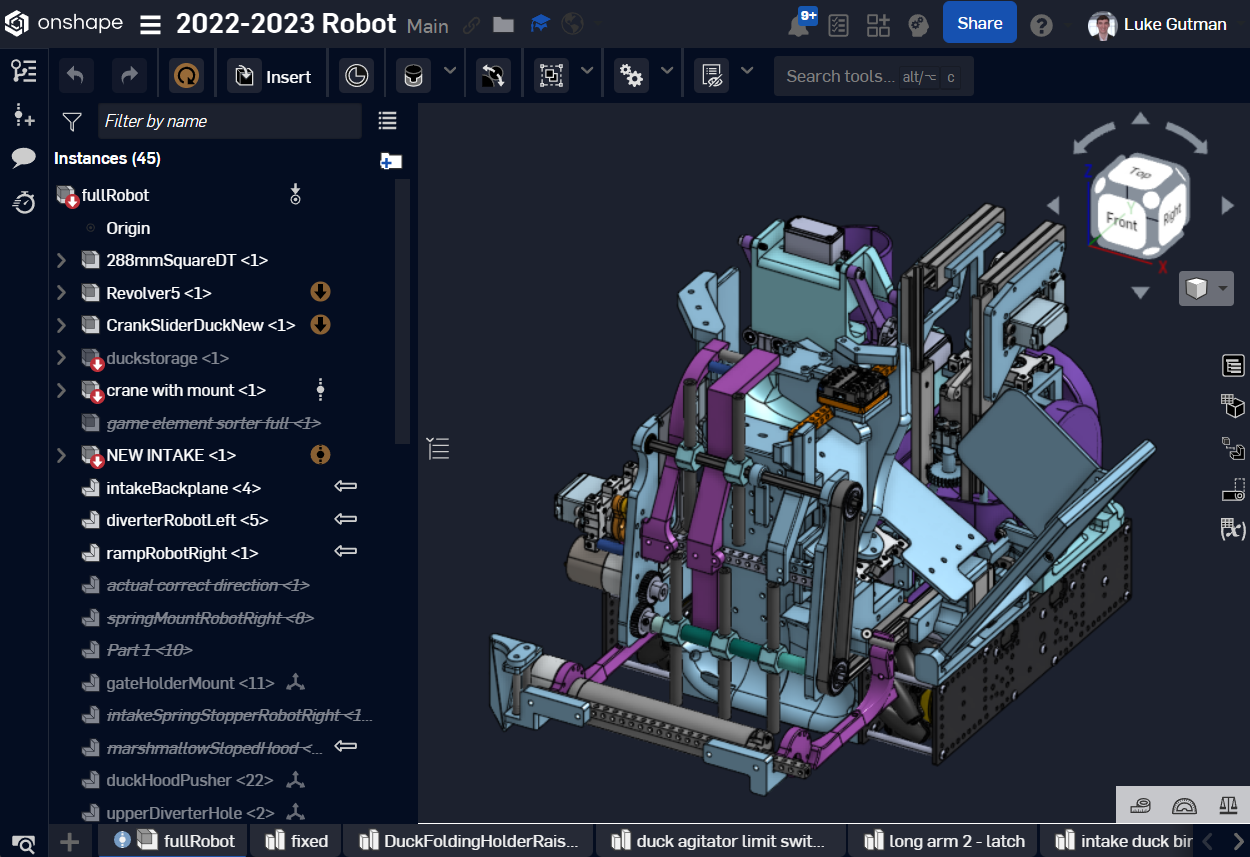 onshape 2022-2023 Robot Main 9+ Share Luke Gutman
Insert Search tools... alt/⌥ c
Filter by name
Instances (45)
fullRobot
Origin
288mmSquareDT <1>
Revolver5 <1>
CrankSliderDuckNew <1>
duckstorage <1>
crane with mount <1>
game element sorter full <1>
NEW INTAKE <1>
intakeBackplane <4>
diverterRobotLeft <5>
rampRobotRight <1>
actual correct direction <1>
springMountRobotRight <8>
Part 1 <10>
gateHolderMount <11>
intakeSpringStopperRobotRight <1...
marshmallowSlopedHood <...
duckHoodPusher <22>
upperDiverterHole <2>
Z
Top
Y
Front
Right
X
fullRobot fixed DuckFoldingHolderRais... duck agitator limit swit... long arm 2 - latch intake duck bir